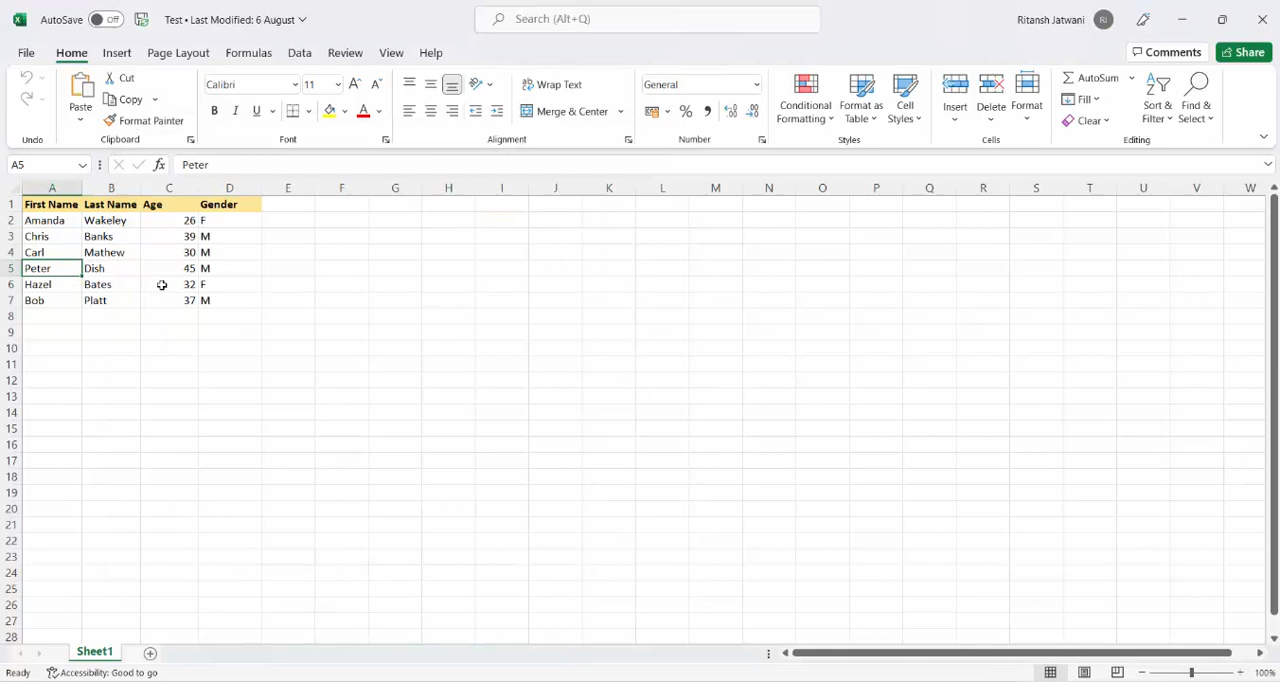 AutoSave Off Test • Last Modified: 6 August Search (Alt+Q) Ritansh Jatwani RI
File Home Insert Page Layout Formulas Data Review View Help Comments Share
Paste Cut Copy Format Painter
Calibri 11 B I U
Wrap Text Merge & Center
General % ,
Conditional Formatting Format as Table Cell Styles
Insert Delete Format
AutoSum Fill Clear Sort & Filter Find & Select
Undo Clipboard Font Alignment Number Styles Cells Editing
A5 fx Peter
A B C D E F G H I J K L M N O P Q R S T U V W
1 First Name Last Name Age Gender
2 Amanda Wakeley 26 F
3 Chris Banks 39 M
4 Carl Mathew 30 M
5 Peter Dish 45 M
6 Hazel Bates 32 F
7 Bob Platt 37 M
8
9
10
11
12
13
14
15
16
17
18
19
20
21
22
23
24
25
26
27
28
Sheet1
Ready Accessibility: Good to go 100%